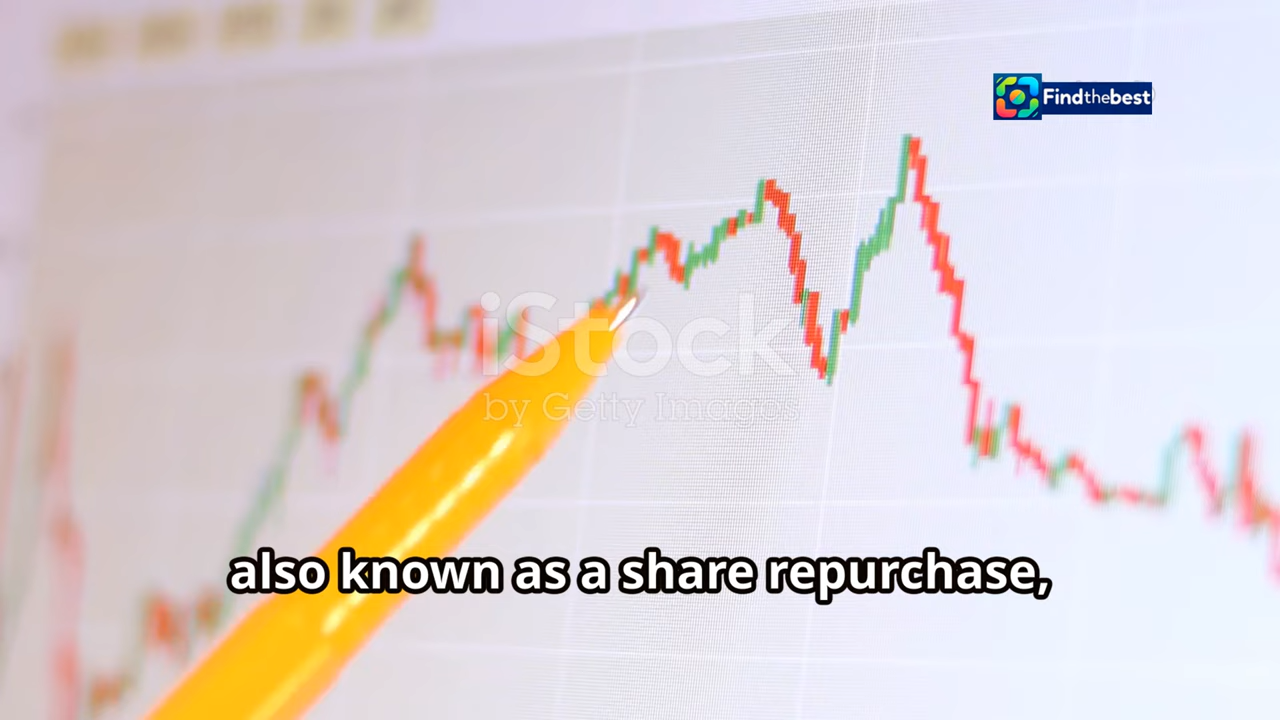 Findthebest
iStock
by Getty Images
also known as a share repurchase,